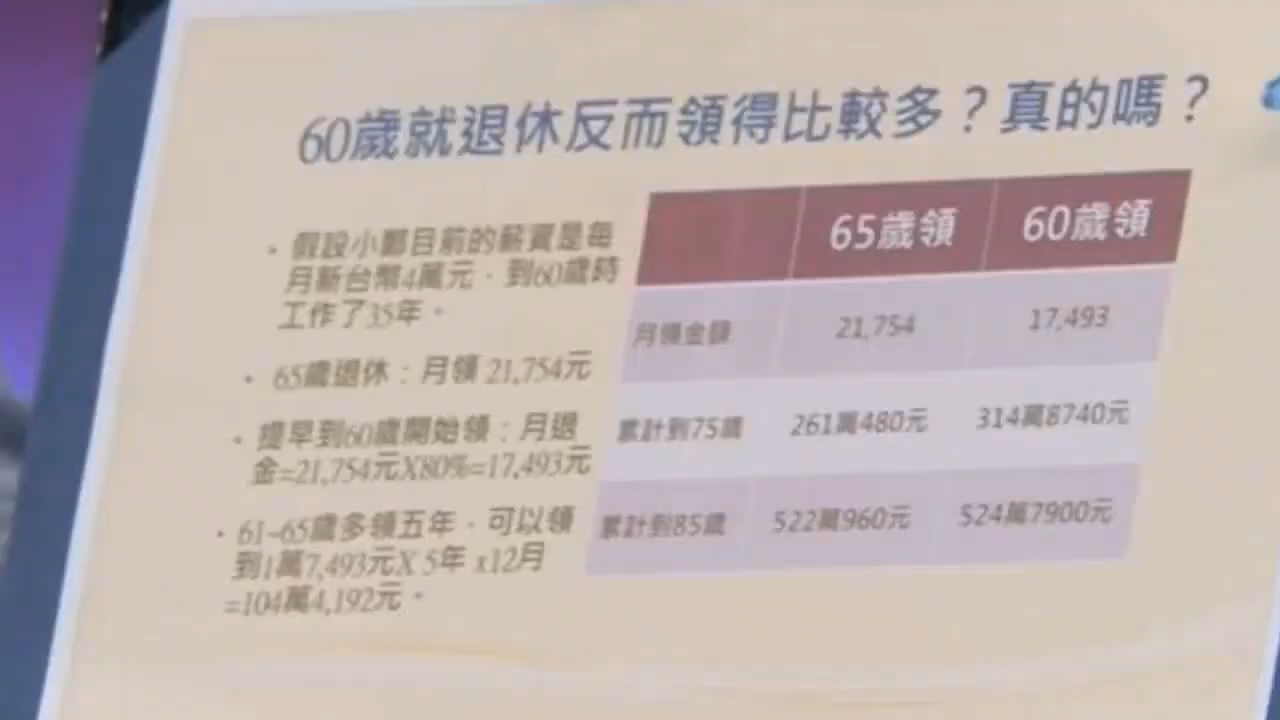 60歲就退休反而領得比較多？真的嗎？
• 假設小鄭目前的薪資是每
月新台幣4萬元，到60歲時
工作了35年。
• 65歲退休：月領 21,754元
• 提早到60歲開始領：月退
金=21,754元X80%=17,493元
• 61~65歲多領五年，可以領
到1萬7,493元X 5年 x12月
=104萬4,192元。
65歲領 60歲領
月領金額 21,754 17,493
累計到75歲 261萬480元 314萬8740元
累計到85歲 522萬960元 524萬7900元